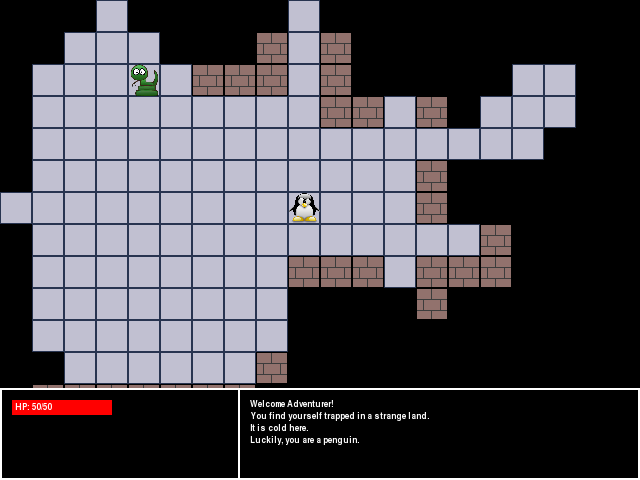 HP: 50/50
Welcome Adventurer!
You find yourself trapped in a strange land.
It is cold here.
Luckily, you are a penguin.